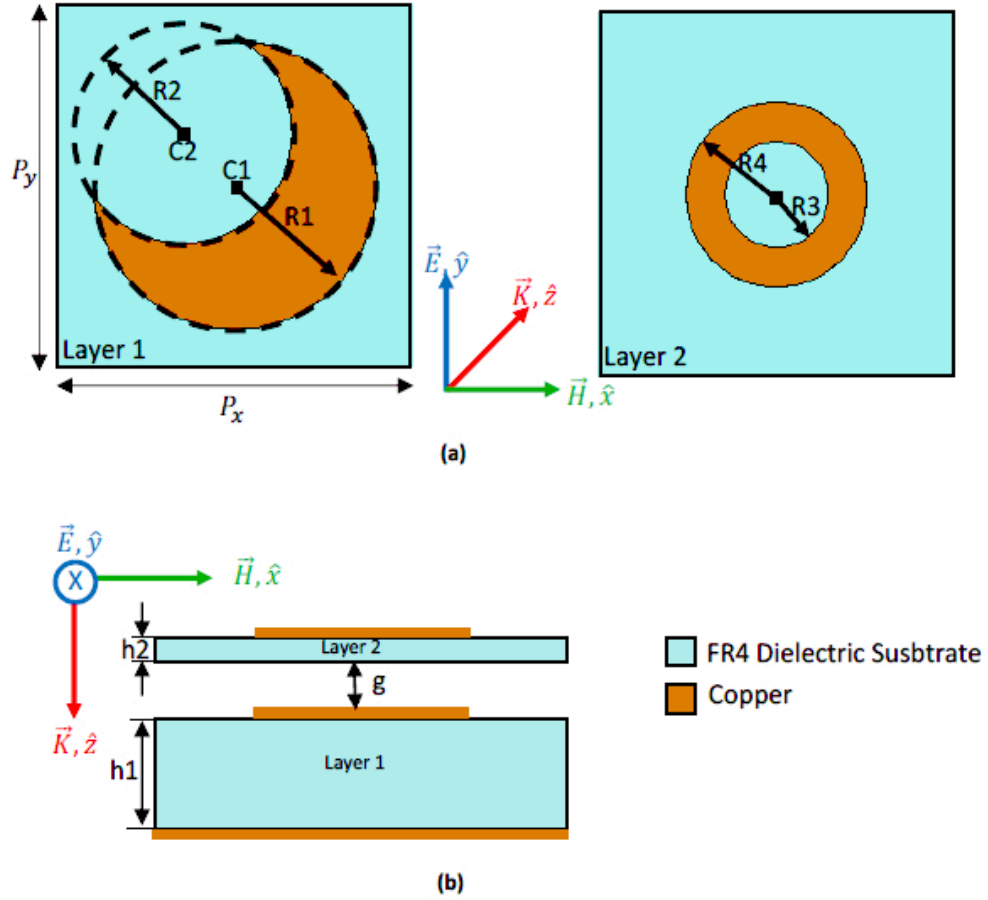 R2
C2
C1
R1
P_y
Layer 1
P_x
E⃗, ŷ
K⃗, ẑ
H⃗, x̂
R4
R3
Layer 2
(a)
E⃗, ŷ
X
H⃗, x̂
K⃗, ẑ
h2
Layer 2
g
h1
Layer 1
FR4 Dielectric Susbtrate
Copper
(b)